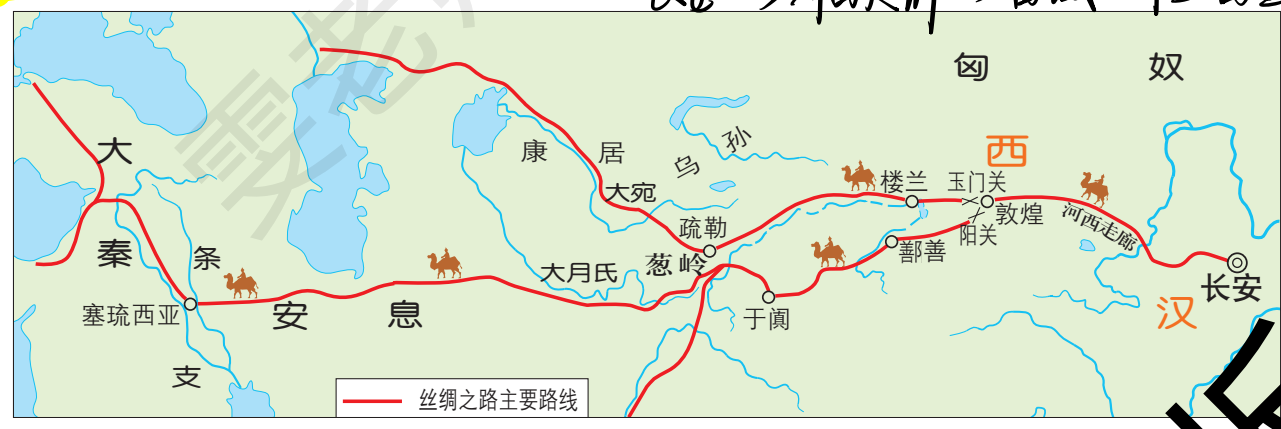 匈奴
西汉
大秦
条支
安息
康居
乌孙
大宛
大月氏
葱岭
疏勒
楼兰
玉门关
敦煌
阳关
鄯善
于阗
河西走廊
长安
塞琉西亚
丝绸之路主要路线